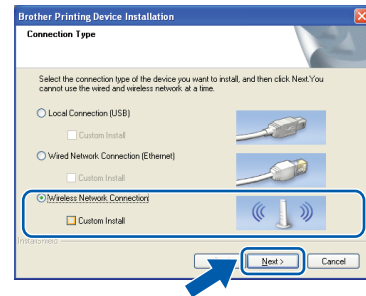 Brother Printing Device Installation
Connection Type
Select the connection type of the device you want to install, and then click Next.You
cannot use the wired and wireless network at a time.
Local Connection (USB)
Custom Install
Wired Network Connection (Ethernet)
Custom Install
Wireless Network Connection
Custom Install
InstallShield
Next >
Cancel